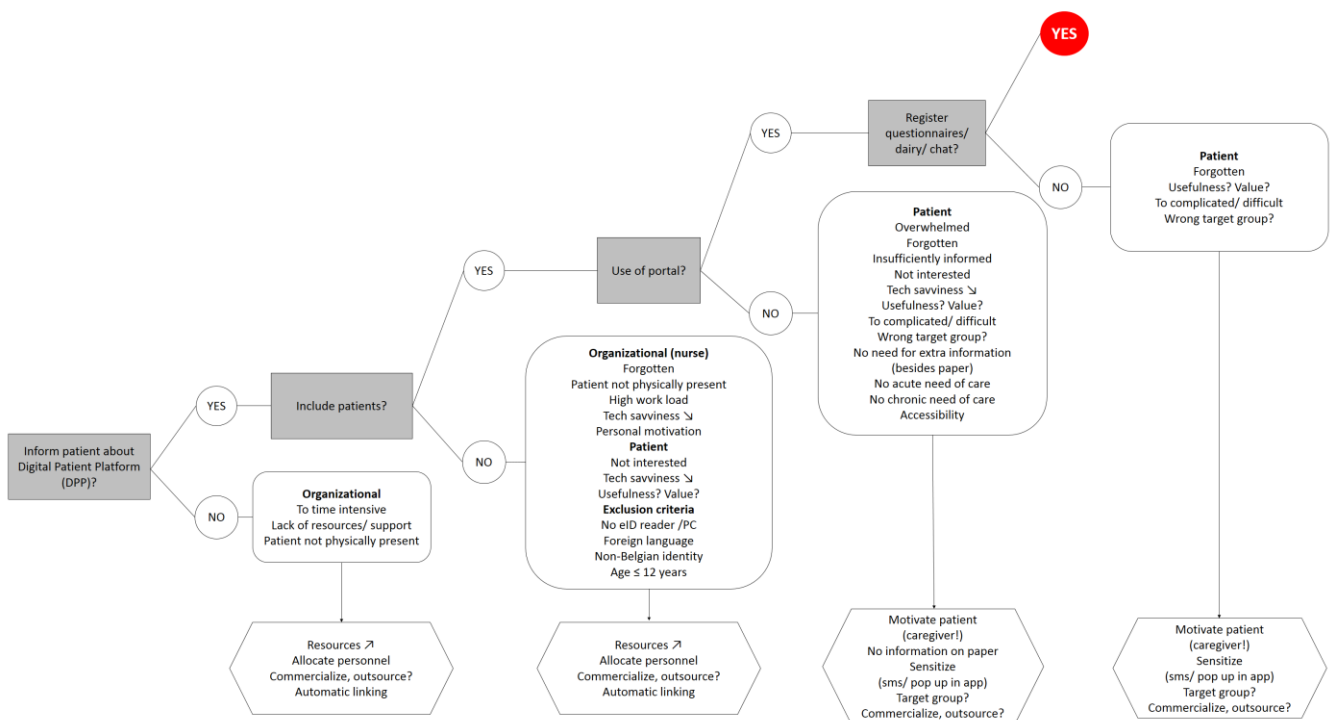 YES
Register
questionnaires/
dairy/ chat?
YES
NO
Patient
Forgotten
Usefulness? Value?
To complicated/ difficult
Wrong target group?
Use of portal?
YES
NO
Patient
Overwhelmed
Forgotten
Insufficiently informed
Not interested
Tech savviness ↘
Usefulness? Value?
To complicated/ difficult
Wrong target group?
No need for extra information
(besides paper)
No acute need of care
No chronic need of care
Accessibility
Include patients?
YES
NO
Organizational (nurse)
Forgotten
Patient not physically present
High work load
Tech savviness ↘
Personal motivation
Patient
Not interested
Tech savviness ↘
Usefulness? Value?
Exclusion criteria
No eID reader /PC
Foreign language
Non-Belgian identity
Age ≤ 12 years
Inform patient about
Digital Patient Platform
(DPP)?
YES
NO
Organizational
To time intensive
Lack of resources/ support
Patient not physically present
Resources ↗
Allocate personnel
Commercialize, outsource?
Automatic linking
Resources ↗
Allocate personnel
Commercialize, outsource?
Automatic linking
Motivate patient
(caregiver!)
No information on paper
Sensitize
(sms/ pop up in app)
Target group?
Commercialize, outsource?
Motivate patient
(caregiver!)
Sensitize
(sms/ pop up in app)
Target group?
Commercialize, outsource?